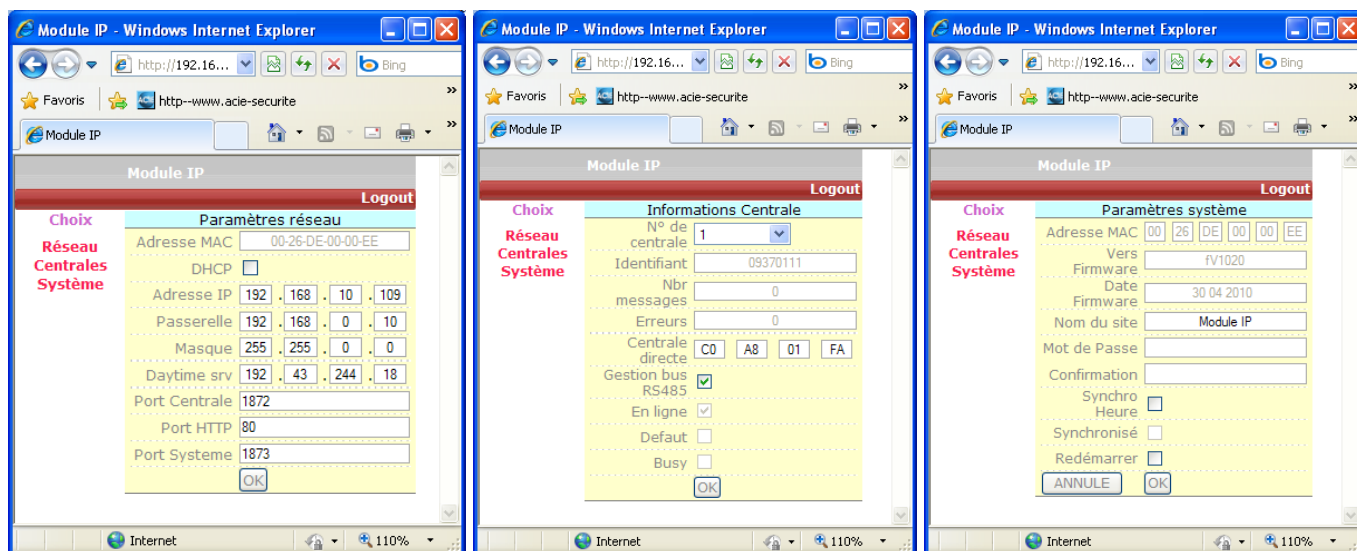 Module IP - Windows Internet Explorer
http://192.16...
Bing
Favoris
http--www.acie-securite
»
Module IP
»
Module IP
Logout
Choix
Réseau
Centrales
Système
Paramètres réseau
Adresse MAC 00-26-DE-00-00-EE
DHCP
Adresse IP 192 . 168 . 10 . 109
Passerelle 192 . 168 . 0 . 10
Masque 255 . 255 . 0 . 0
Daytime srv 192 . 43 . 244 . 18
Port Centrale 1872
Port HTTP 80
Port Systeme 1873
OK
Internet
110%
Module IP - Windows Internet Explorer
http://192.16...
Bing
Favoris
http--www.acie-securite
»
Module IP
»
Module IP
Logout
Choix
Réseau
Centrales
Système
Informations Centrale
N° de
centrale 1
Identifiant 09370111
Nbr
messages 0
Erreurs 0
Centrale
directe C0 A8 01 FA
Gestion bus
RS485
En ligne
Defaut
Busy
OK
Internet
110%
Module IP - Windows Internet Explorer
http://192.16...
Bing
Favoris
http--www.acie-securite
»
Module IP
»
Module IP
Logout
Choix
Réseau
Centrales
Système
Paramètres système
Adresse MAC 00 26 DE 00 00 EE
Vers
Firmware fV1020
Date
Firmware 30 04 2010
Nom du site Module IP
Mot de Passe
Confirmation
Synchro
Heure
Synchronisé
Redémarrer
ANNULE OK
Internet
110%